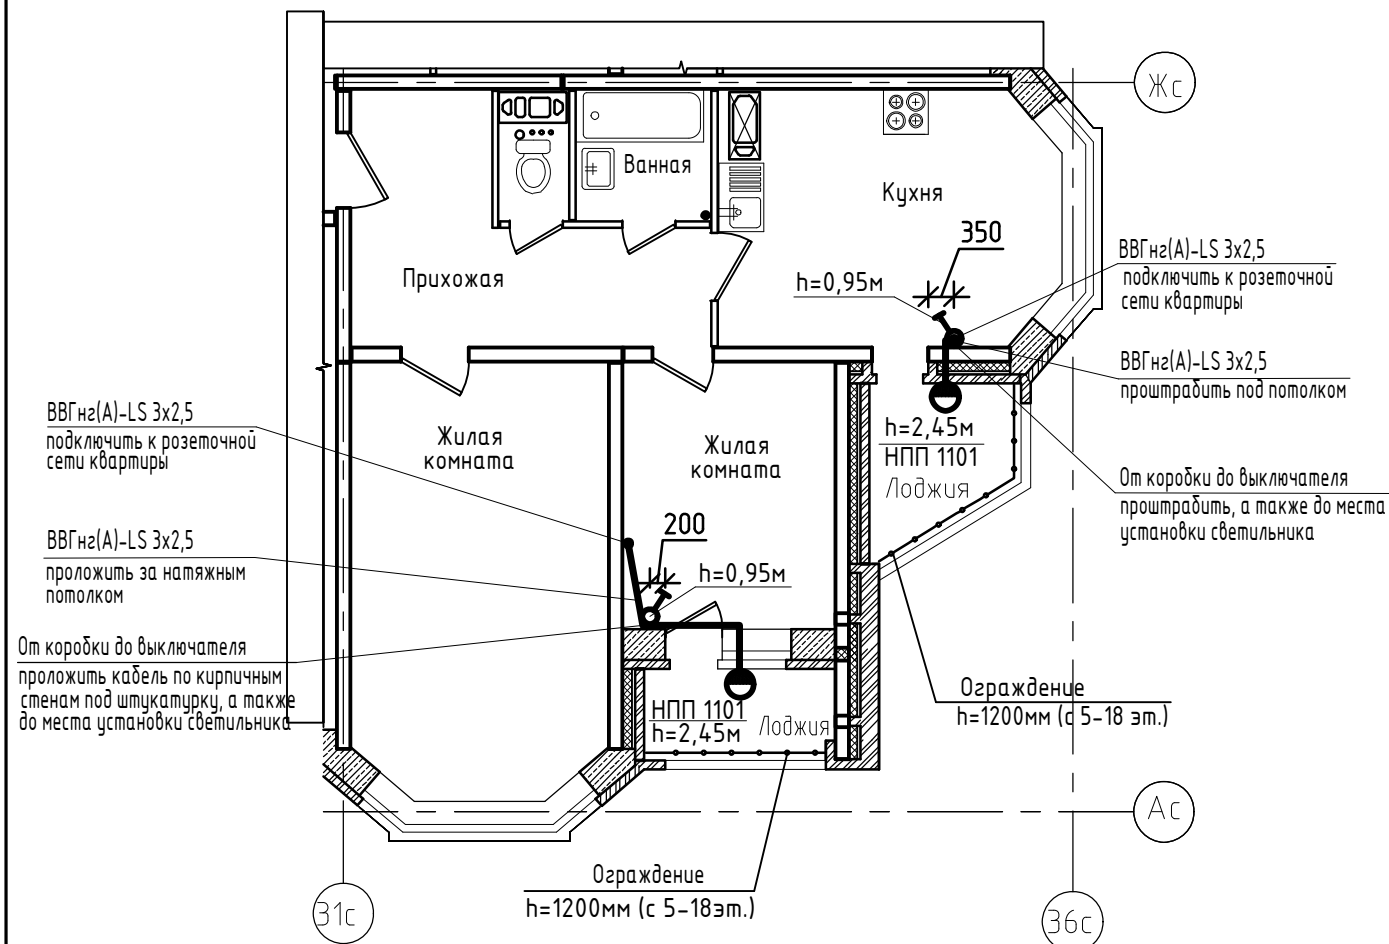 Жс
Ванная
Кухня
350
ВВГнг(А)-LS 3х2,5
подключить к розеточной
сети квартиры
Прихожая
h=0,95м
ВВГнг(А)-LS 3х2,5
проштрабить под потолком
ВВГнг(А)-LS 3х2,5
подключить к розеточной
сети квартиры
Жилая
комната
Жилая
комната
h=2,45м
НПП 1101
Лоджия
От коробки до выключателя
проштрабить, а также до места
установки светильника
200
ВВГнг(А)-LS 3х2,5
проложить за натяжным
потолком
h=0,95м
От коробки до выключателя
проложить кабель по кирпичным
стенам под штукатурку, а также
до места установки светильника
НПП 1101
h=2,45м
Лоджия
Ограждение
h=1200мм (с 5-18 эт.)
Ас
Ограждение
h=1200мм (с 5-18эт.)
31с
36с